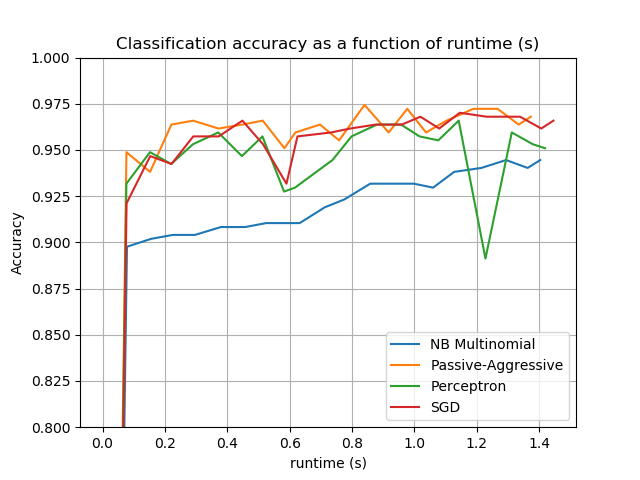 Classification accuracy as a function of runtime (s)
1.000
0.975
0.950
0.925
0.900
0.875
0.850
0.825
0.800
Accuracy
NB Multinomial
Passive-Aggressive
Perceptron
SGD
0.0 0.2 0.4 0.6 0.8 1.0 1.2 1.4
runtime (s)